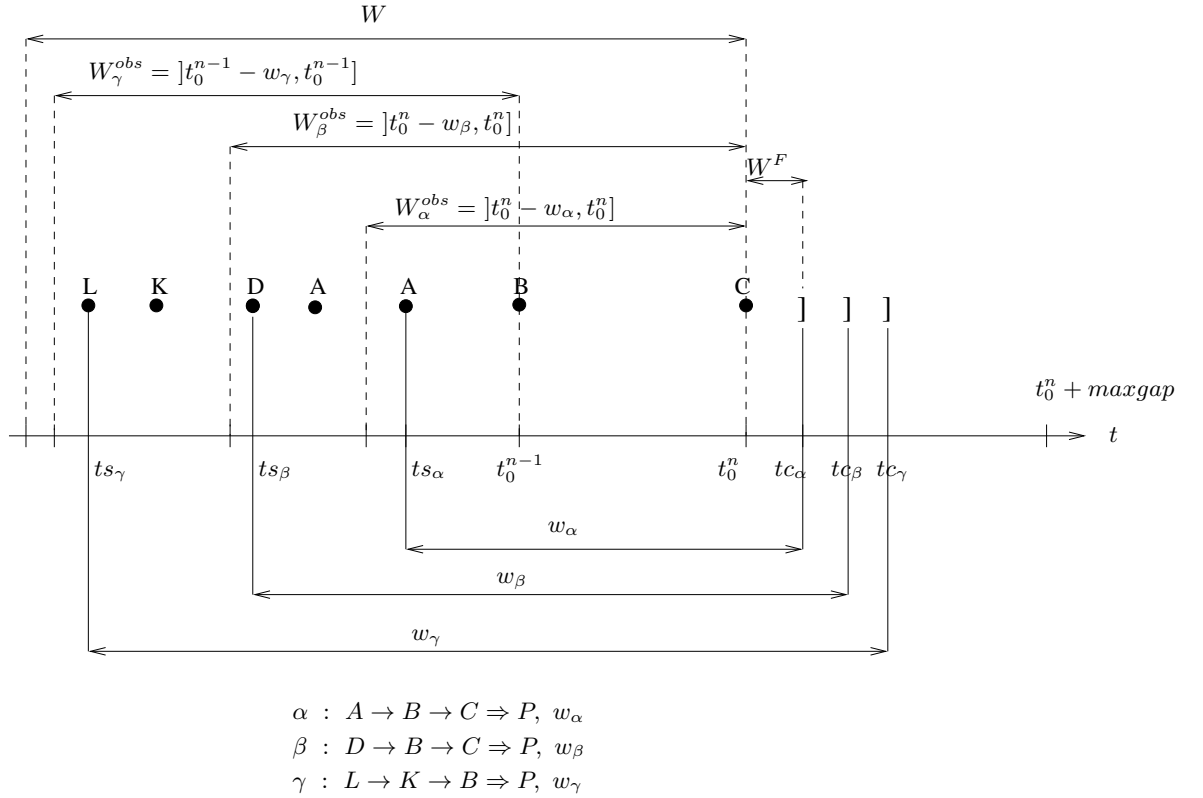 W
W_γ^{obs} = ]t_0^{n-1} − w_γ, t_0^{n-1}]
W_β^{obs} = ]t_0^n − w_β, t_0^n]
W^F
W_α^{obs} = ]t_0^n − w_α, t_0^n]
L K D A A B C
] ] ]
t_0^n + maxgap
t
ts_γ ts_β ts_α t_0^{n-1} t_0^n tc_α tc_β tc_γ
w_α
w_β
w_γ
α : A → B → C ⇒ P, w_α
β : D → B → C ⇒ P, w_β
γ : L → K → B ⇒ P, w_γ